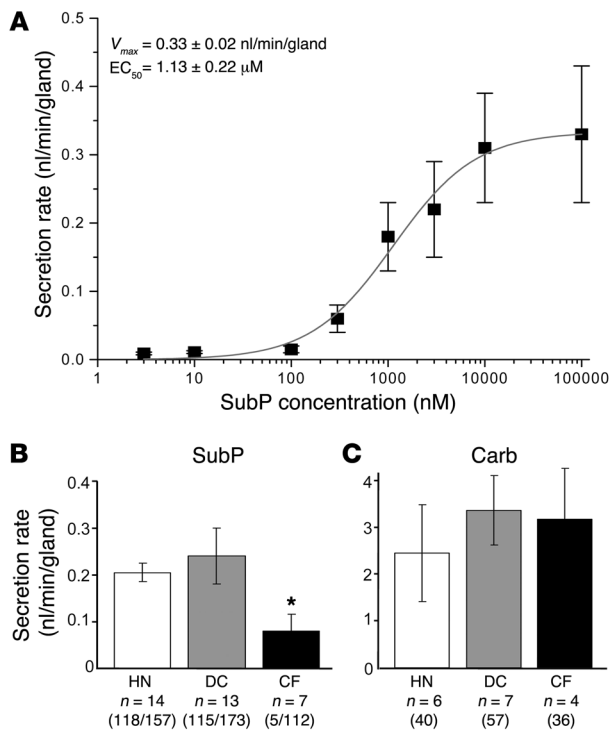 A
V_max = 0.33 ± 0.02 nl/min/gland
EC_50 = 1.13 ± 0.22 μM
Secretion rate (nl/min/gland)
0.5
0.4
0.3
0.2
0.1
0.0
1 10 100 1000 10000 100000
SubP concentration (nM)
B SubP
Secretion rate
(nl/min/gland)
0.4
0.3
0.2
0.1
0
*
HN DC CF
n = 14 n = 13 n = 7
(118/157) (115/173) (5/112)
C Carb
4
3
2
1
0
HN DC CF
n = 6 n = 7 n = 4
(40) (57) (36)